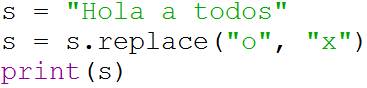 s = "Hola a todos"
s = s.replace("o", "x")
print(s)